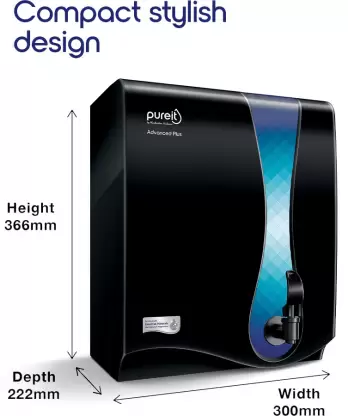 Compact stylish
design
pureit
Advanced Plus
Height
366mm
Depth
222mm
Width
300mm